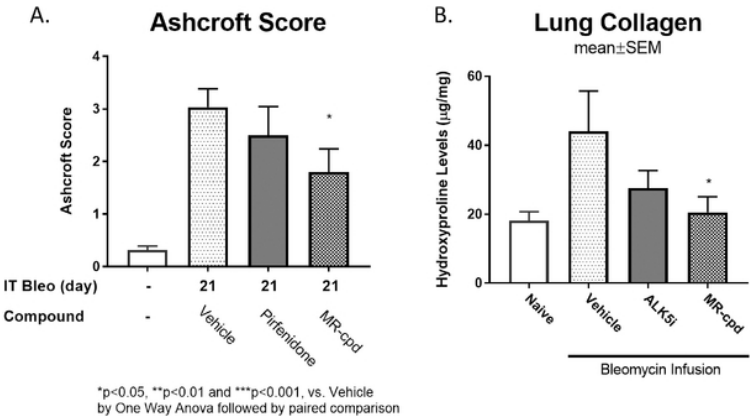 A.
Ashcroft Score
4
3
2
1
0
Ashcroft Score
*
IT Bleo (day) - 21 21 21
Compound - Vehicle Pirfenidone MR-cpd
*p<0.05, **p<0.01 and ***p<0.001, vs. Vehicle
by One Way Anova followed by paired comparison
B.
Lung Collagen
mean±SEM
60
40
20
0
Hydroxyproline Levels (µg/mg)
*
Naive Vehicle ALK5i MR-cpd
Bleomycin Infusion